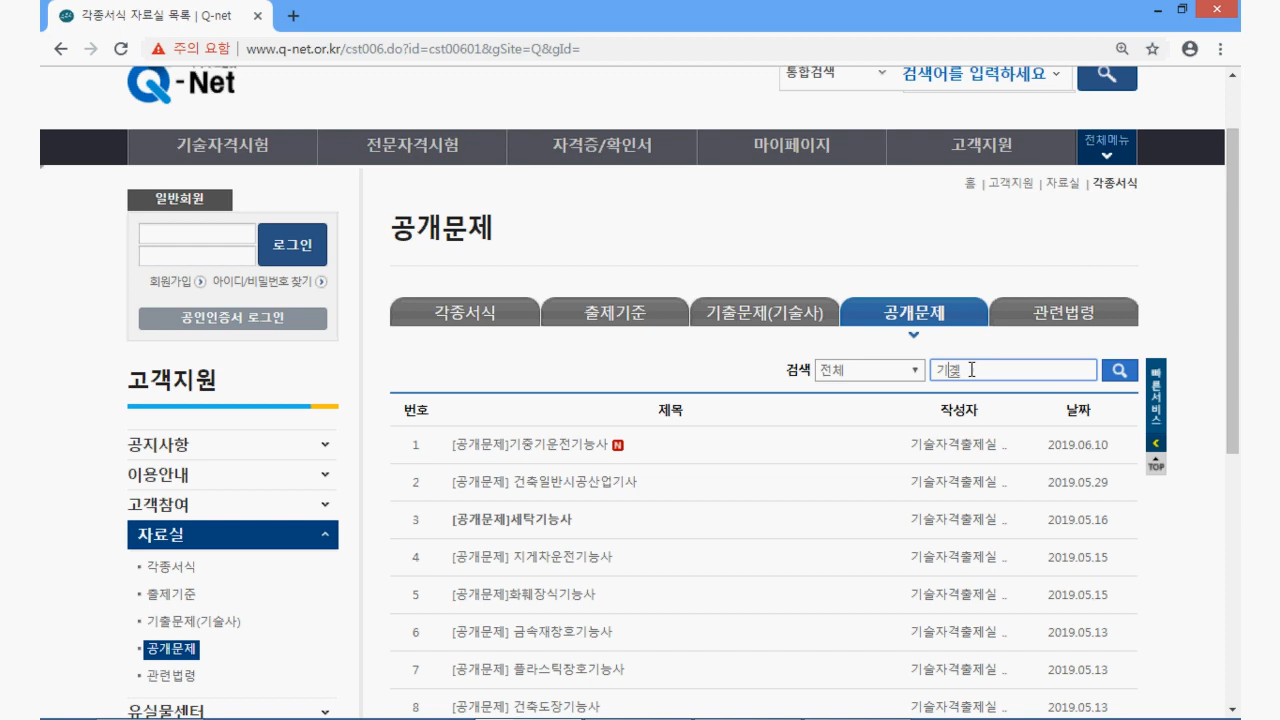 각종서식 자료실 목록 | Q-net
주의 요함 | www.q-net.or.kr/cst006.do?id=cst00601&gSite=Q&gId=
Q-Net
통합검색
검색어를 입력하세요
기술자격시험
전문자격시험
자격증/확인서
마이페이지
고객지원
전체메뉴
홈 | 고객지원 | 자료실 | 각종서식
일반회원
로그인
회원가입 아이디/비밀번호 찾기
공인인증서 로그인
고객지원
공지사항
이용안내
고객참여
자료실
각종서식
출제기준
기출문제(기술사)
공개문제
관련법령
유실물센터
공개문제
각종서식 출제기준 기출문제(기술사) 공개문제 관련법령
검색 전체
번호 제목 작성자 날짜
1 [공개문제]기중기운전기능사 N 기술자격출제실 .. 2019.06.10
2 [공개문제] 건축일반시공산업기사 기술자격출제실 .. 2019.05.29
3 [공개문제]세탁기능사 기술자격출제실 .. 2019.05.16
4 [공개문제] 지게차운전기능사 기술자격출제실 .. 2019.05.15
5 [공개문제]화훼장식기능사 기술자격출제실 .. 2019.05.15
6 [공개문제] 금속재창호기능사 기술자격출제실 .. 2019.05.13
7 [공개문제] 플라스틱창호기능사 기술자격출제실 .. 2019.05.13
8 [공개문제] 건축도장기능사 기술자격출제실 .. 2019.05.13
빠른서비스
TOP